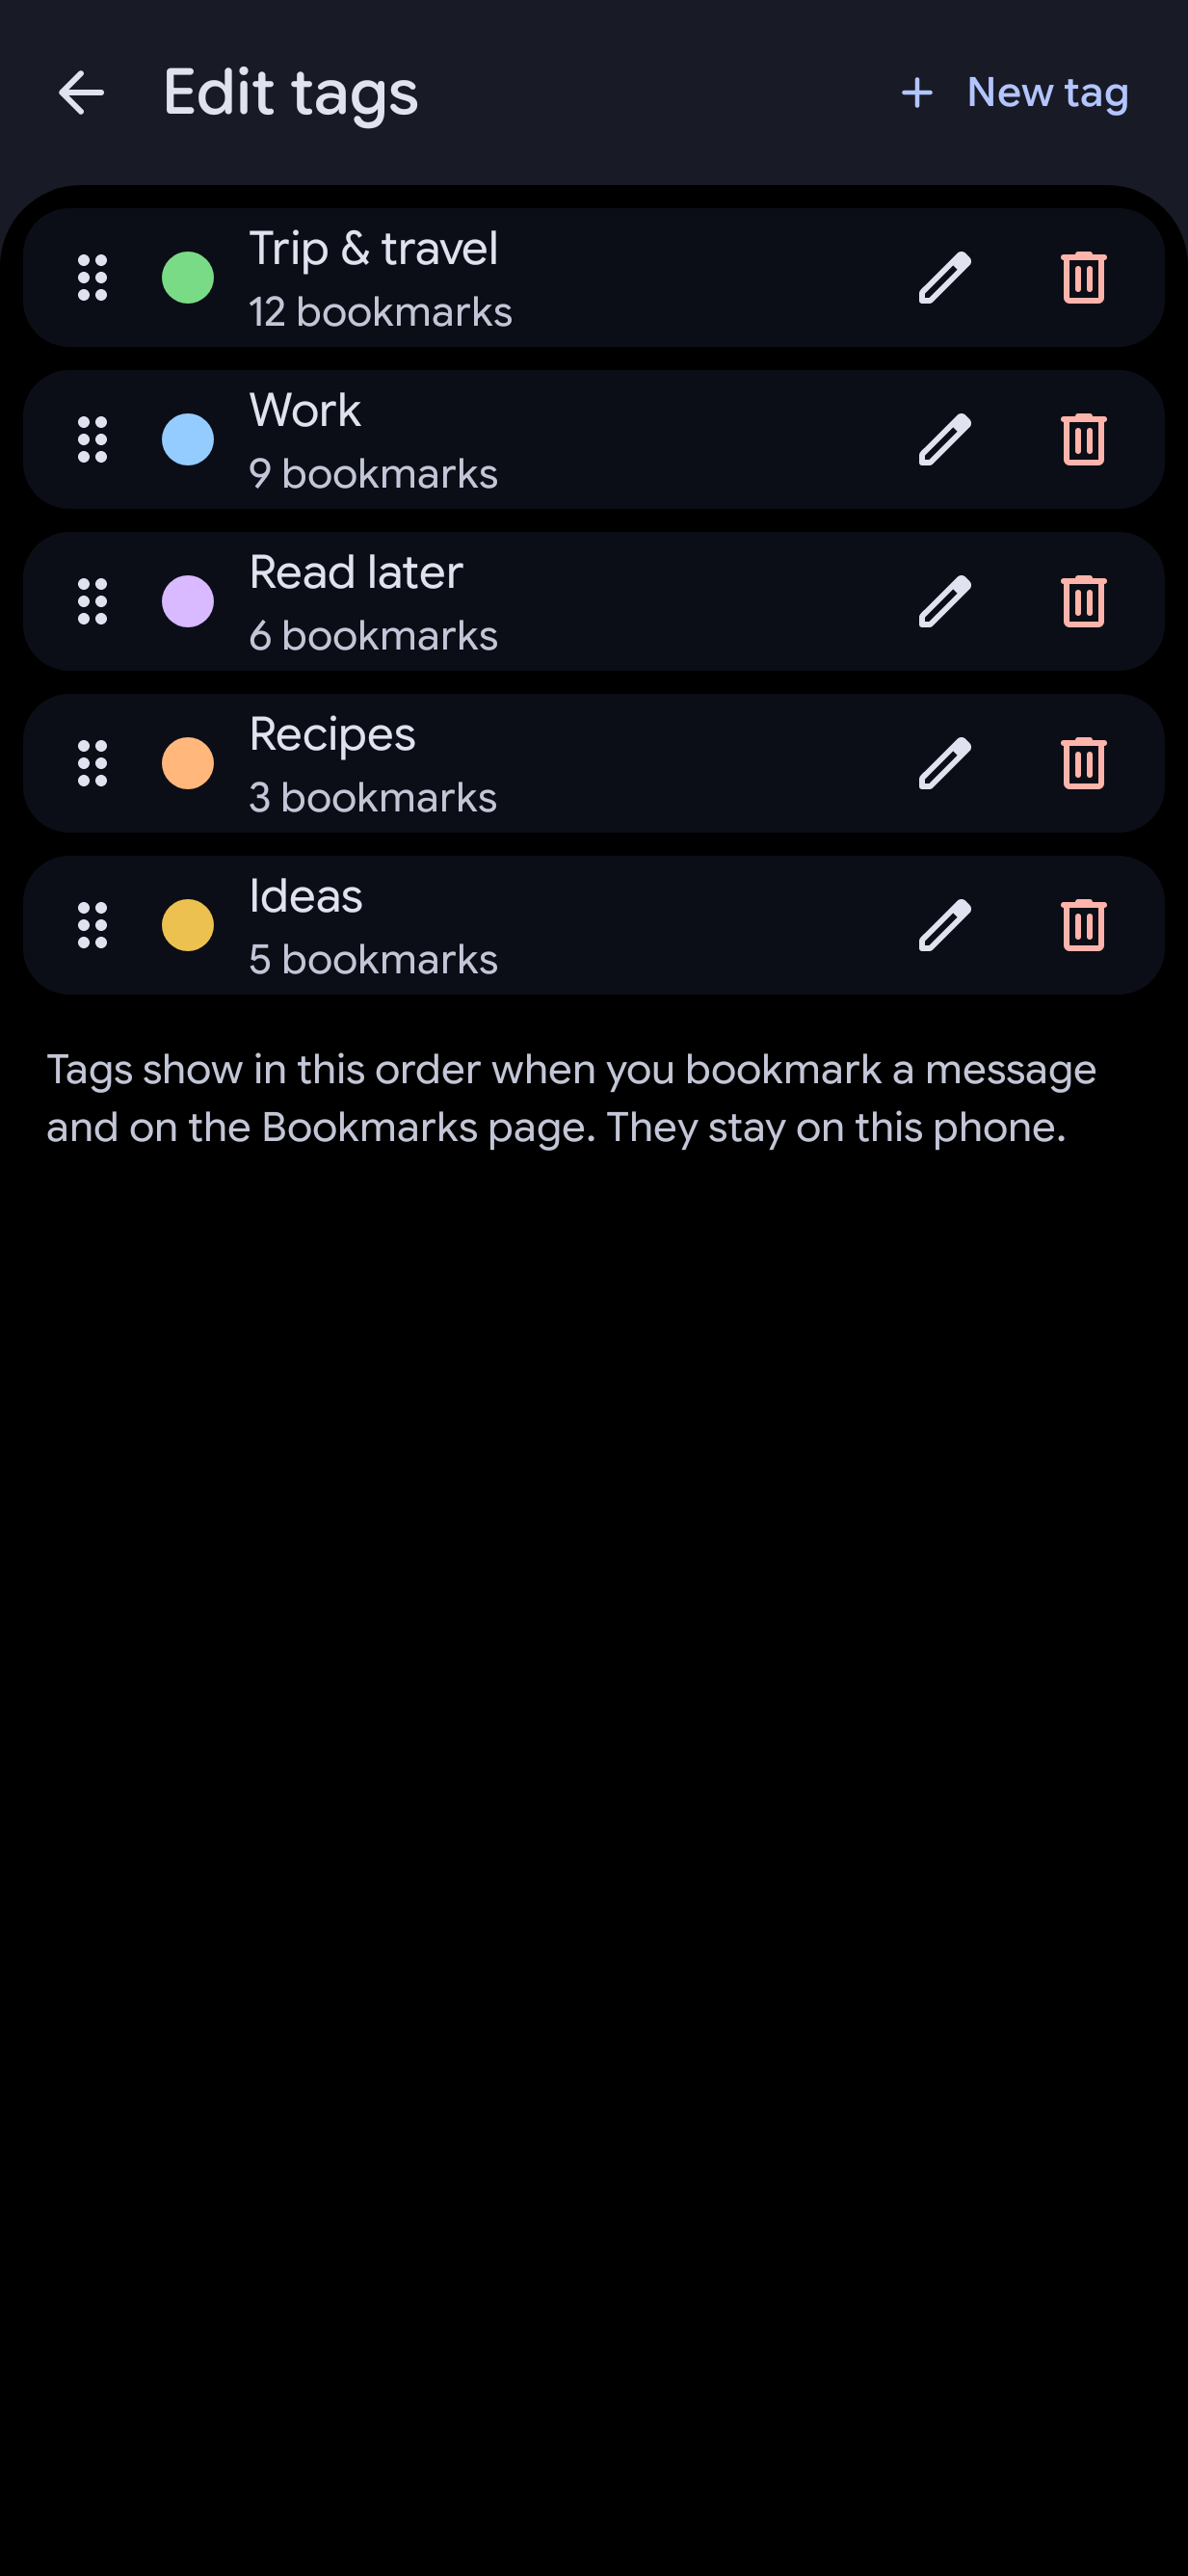 Edit tags
New tag
Trip & travel
12 bookmarks
Work
9 bookmarks
Read later
6 bookmarks
Recipes
3 bookmarks
Ideas
5 bookmarks
Tags show in this order when you bookmark a message
and on the Bookmarks page. They stay on this phone.